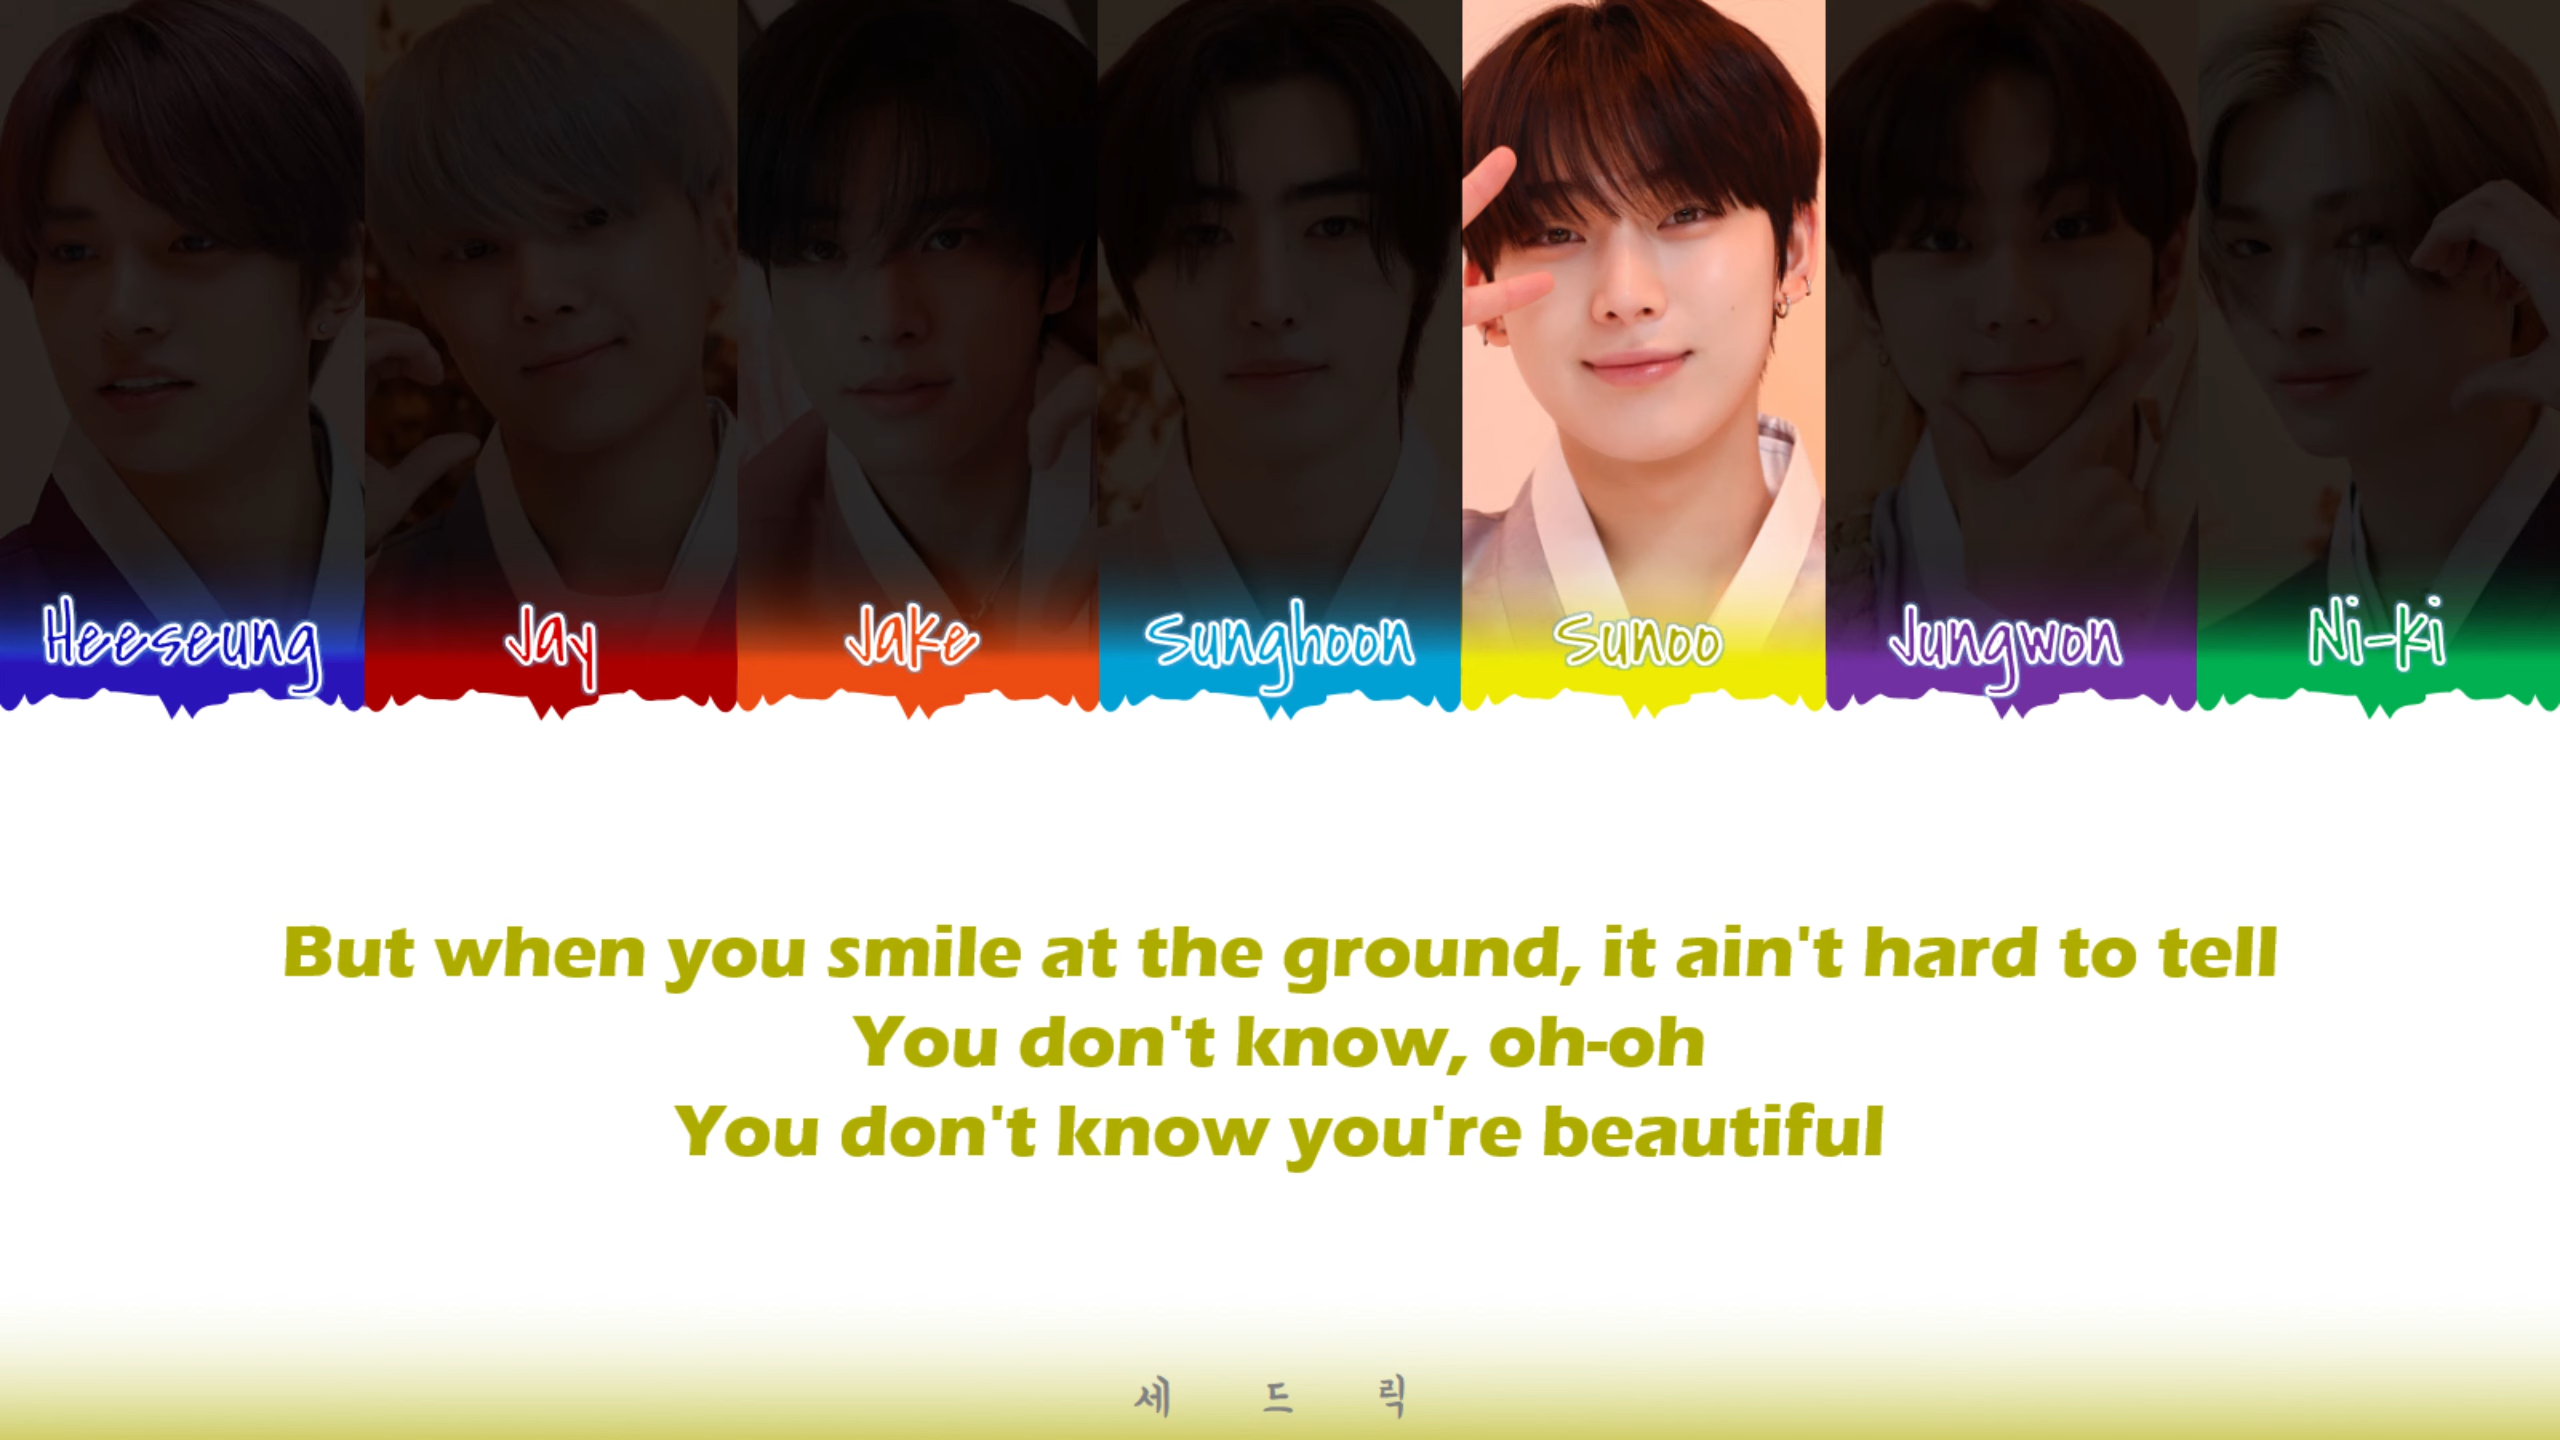 Heeseung Jay Jake Sunghoon Sunoo Jungwon Ni-ki
But when you smile at the ground, it ain't hard to tell
You don't know, oh-oh
You don't know you're beautiful
세 드 릭